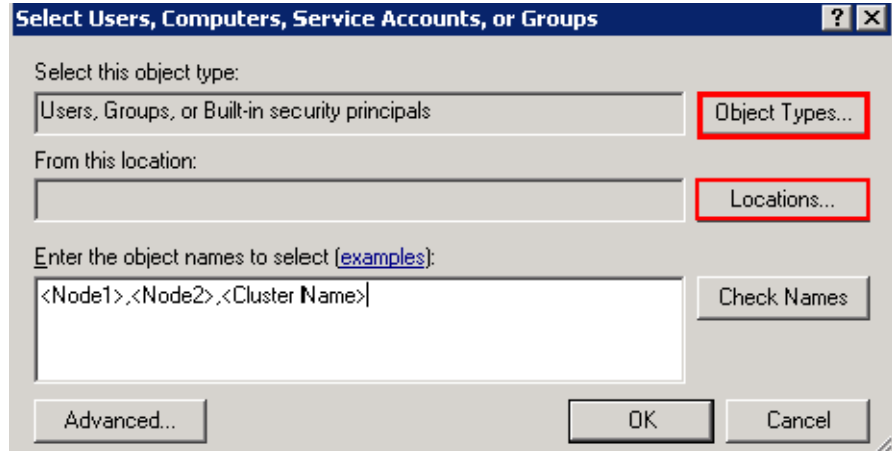 Select Users, Computers, Service Accounts, or Groups
Select this object type:
Users, Groups, or Built-in security principals
Object Types...
From this location:
Locations...
Enter the object names to select (examples):
<Node1>,<Node2>,<Cluster Name>
Check Names
Advanced...
OK
Cancel